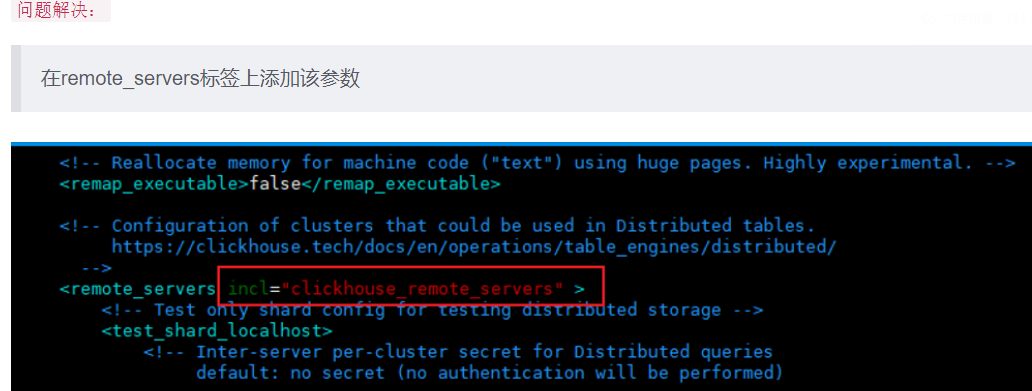 问题解决：
在remote_servers标签上添加该参数
<!-- Reallocate memory for machine code ("text") using huge pages. Highly experimental. -->
<remap_executable>false</remap_executable>
<!-- Configuration of clusters that could be used in Distributed tables.
https://clickhouse.tech/docs/en/operations/table_engines/distributed/
-->
<remote_servers incl="clickhouse_remote_servers" >
<!-- Test only shard config for testing distributed storage -->
<test_shard_localhost>
<!-- Inter-server per-cluster secret for Distributed queries
default: no secret (no authentication will be performed)